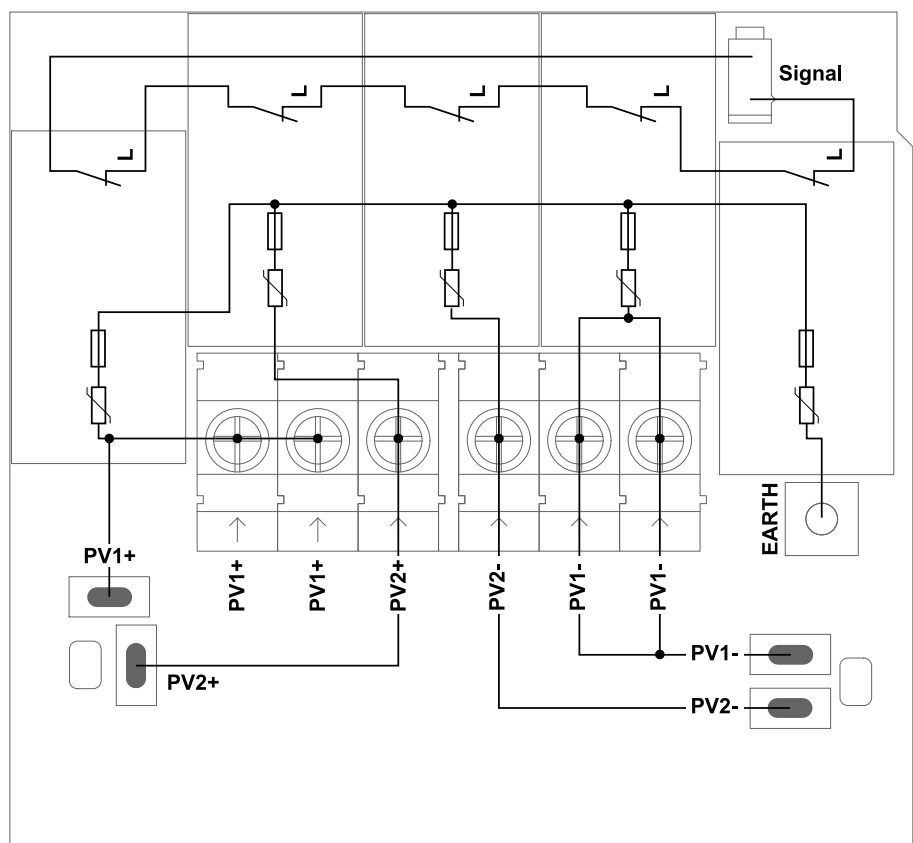 Signal
L
L
L
L
L
EARTH
PV1+
PV1+
PV1+
PV2+
PV2-
PV1-
PV1-
PV2+
PV1-
PV2-